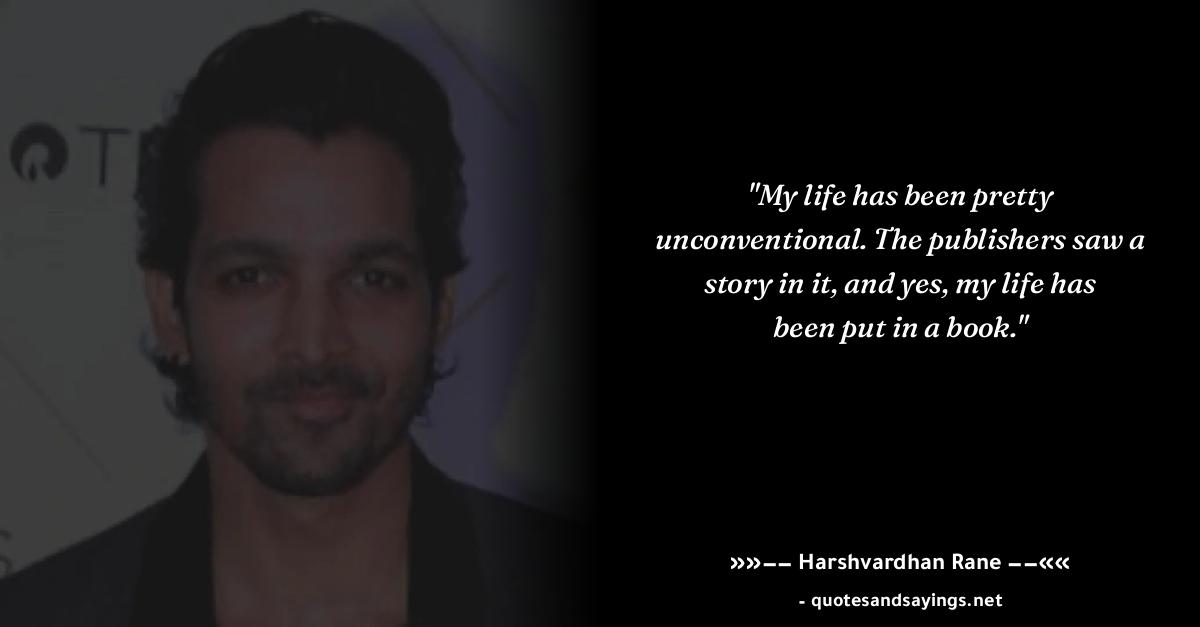 T
S
"My life has been pretty
unconventional. The publishers saw a
story in it, and yes, my life has
been put in a book."
»»−− Harshvardhan Rane −−««
- quotesandsayings.net